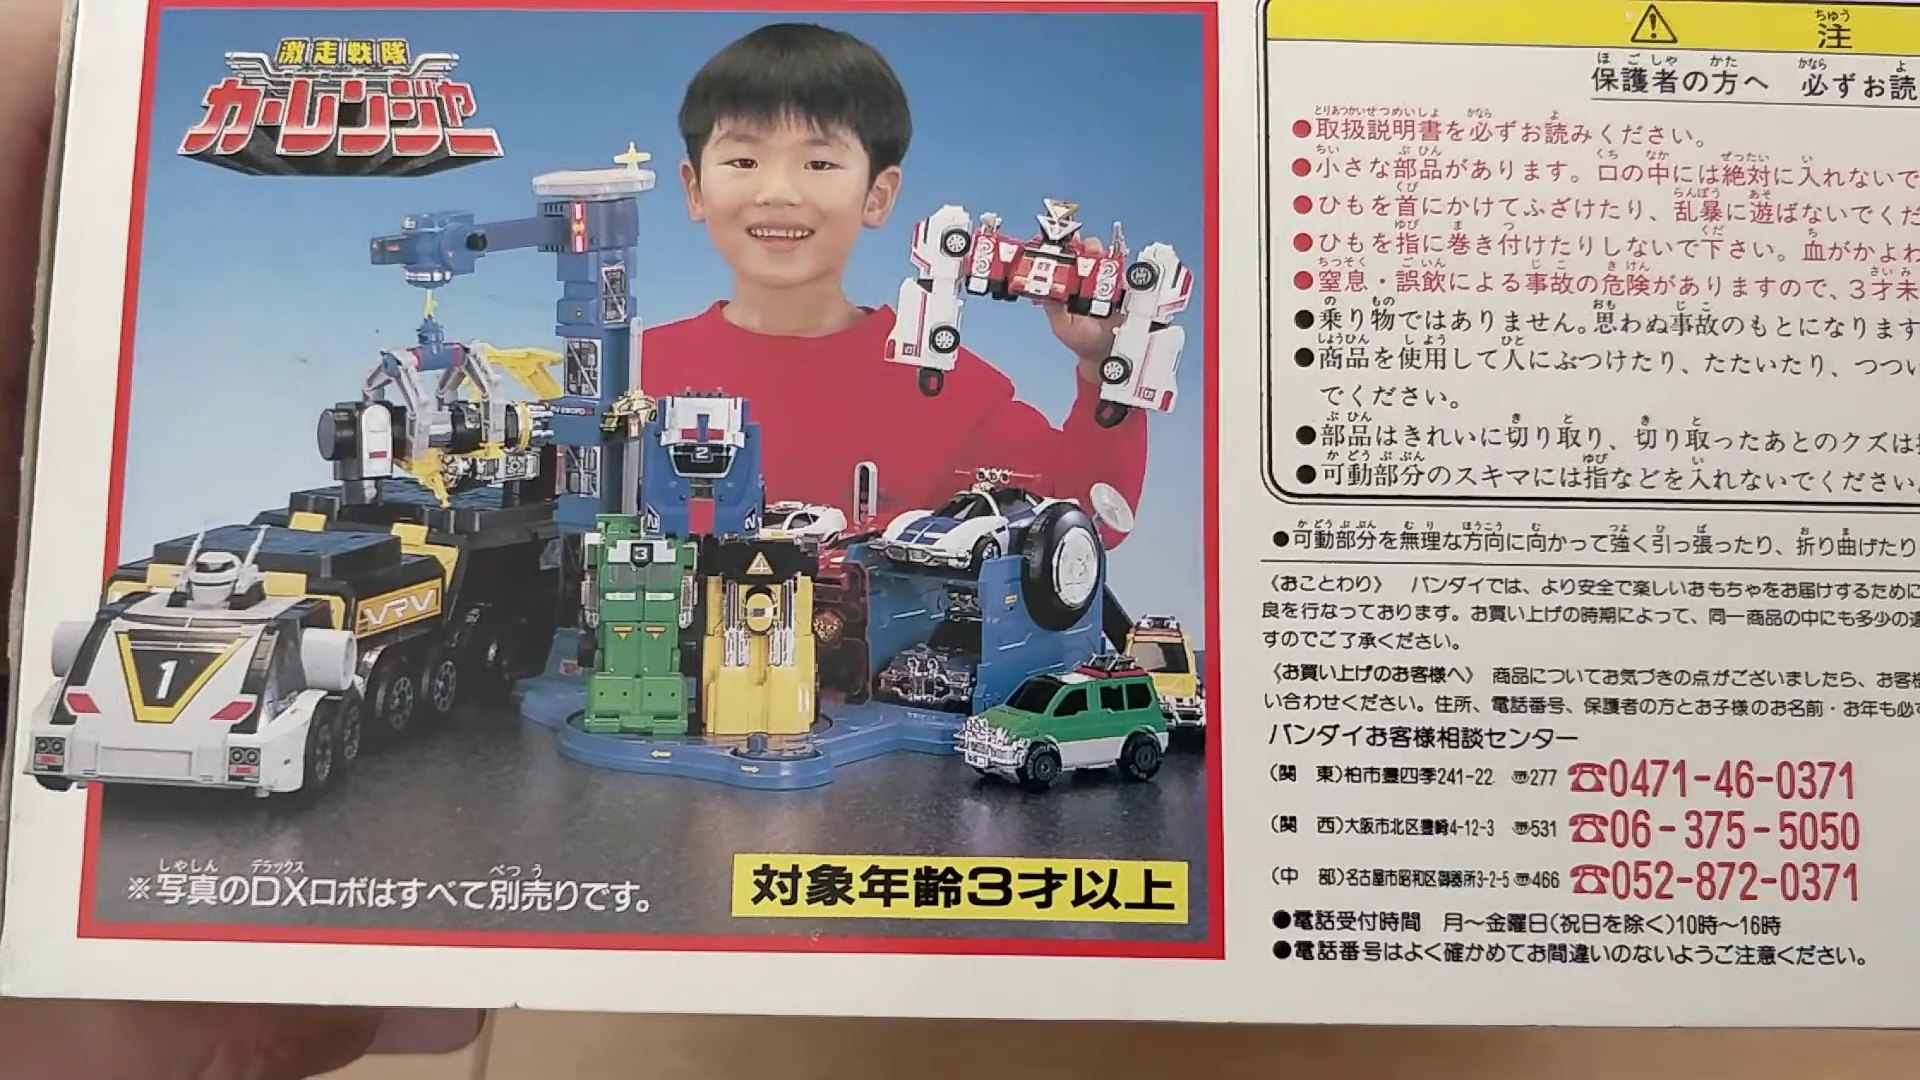 激走戦隊
カーレンジャー
VRV
1
2
3
4
※写真のDXロボはすべて別売りです。
対象年齢3才以上
注
保護者の方へ 必ずお読
●取扱説明書を必ずお読みください。
●小さな部品があります。口の中には絶対に入れないで
●ひもを首にかけてふざけたり、乱暴に遊ばないでくだ
●ひもを指に巻き付けたりしないで下さい。血がかよわ
●窒息・誤飲による事故の危険がありますので、3才未
●乗り物ではありません。思わぬ事故のもとになります
●商品を使用して人にぶつけたり、たたいたり、つつい
でください。
●部品はきれいに切り取り、切り取ったあとのクズは
●可動部分のスキマには指などを入れないでください。
●可動部分を無理な方向に向かって強く引っ張ったり、折り曲げたり
《おことわり》 バンダイでは、より安全で楽しいおもちゃをお届けするために
良を行なっております。お買い上げの時期によって、同一商品の中にも多少の違
すのでご了承ください。
《お買い上げのお客様へ》 商品についてお気づきの点がございましたら、お客様
い合わせください。住所、電話番号、保護者の方とお子様のお名前・お年も必ず
バンダイお客様相談センター
(関 東)柏市豊四季241-22 〠277 ☎0471-46-0371
(関 西)大阪市北区豊崎4-12-3 〠531 ☎06-375-5050
(中 部)名古屋市昭和区御器所3-2-5 〠466 ☎052-872-0371
●電話受付時間 月～金曜日(祝日を除く)10時～16時
●電話番号はよく確かめてお間違いのないようご注意ください。